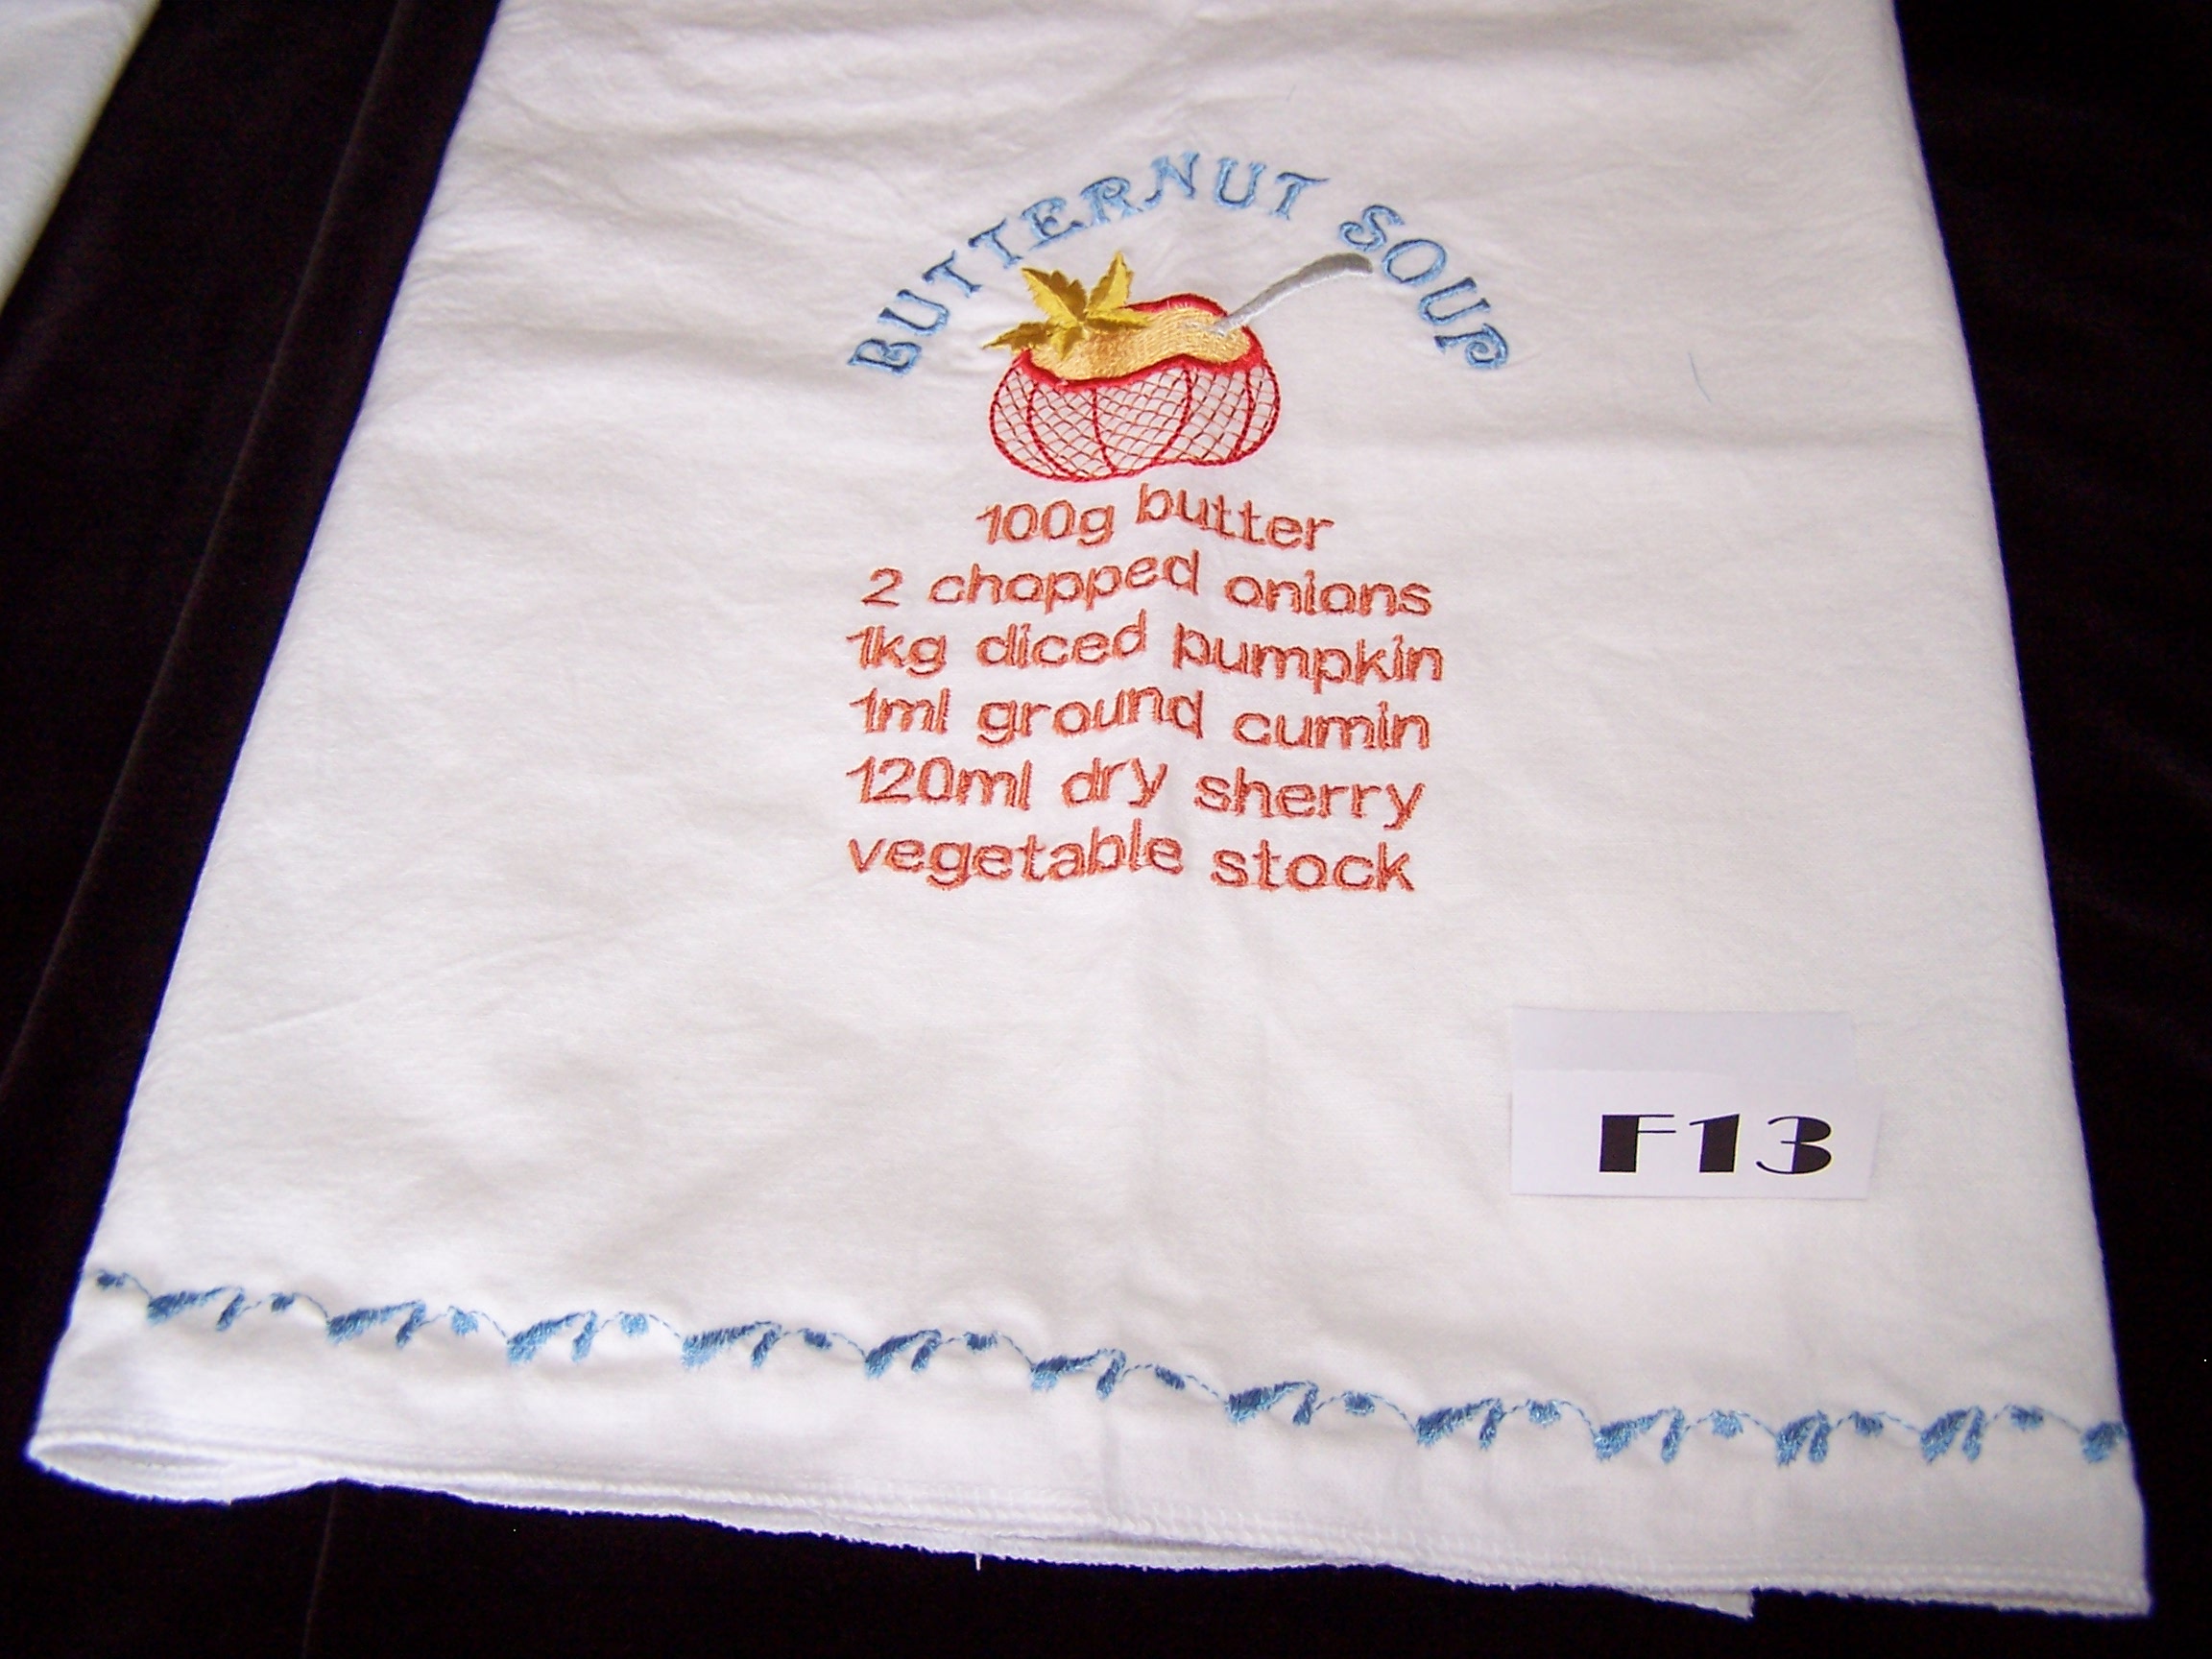 BUTTERNUT SOUP
100g butter
2 chopped onions
1kg diced pumpkin
1ml ground cumin
120ml dry sherry
vegetable stock
F13